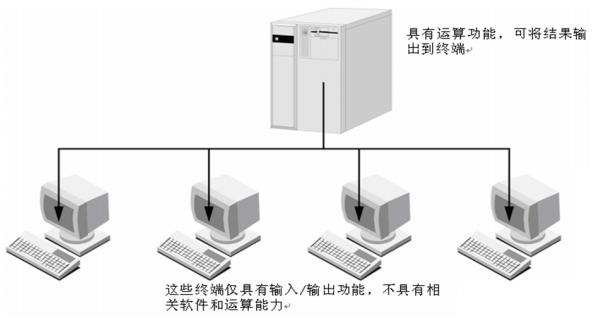 具有运算功能，可将结果输
出到终端↵
这些终端仅具有输入/输出功能，不具有相
关软件和运算能力↵